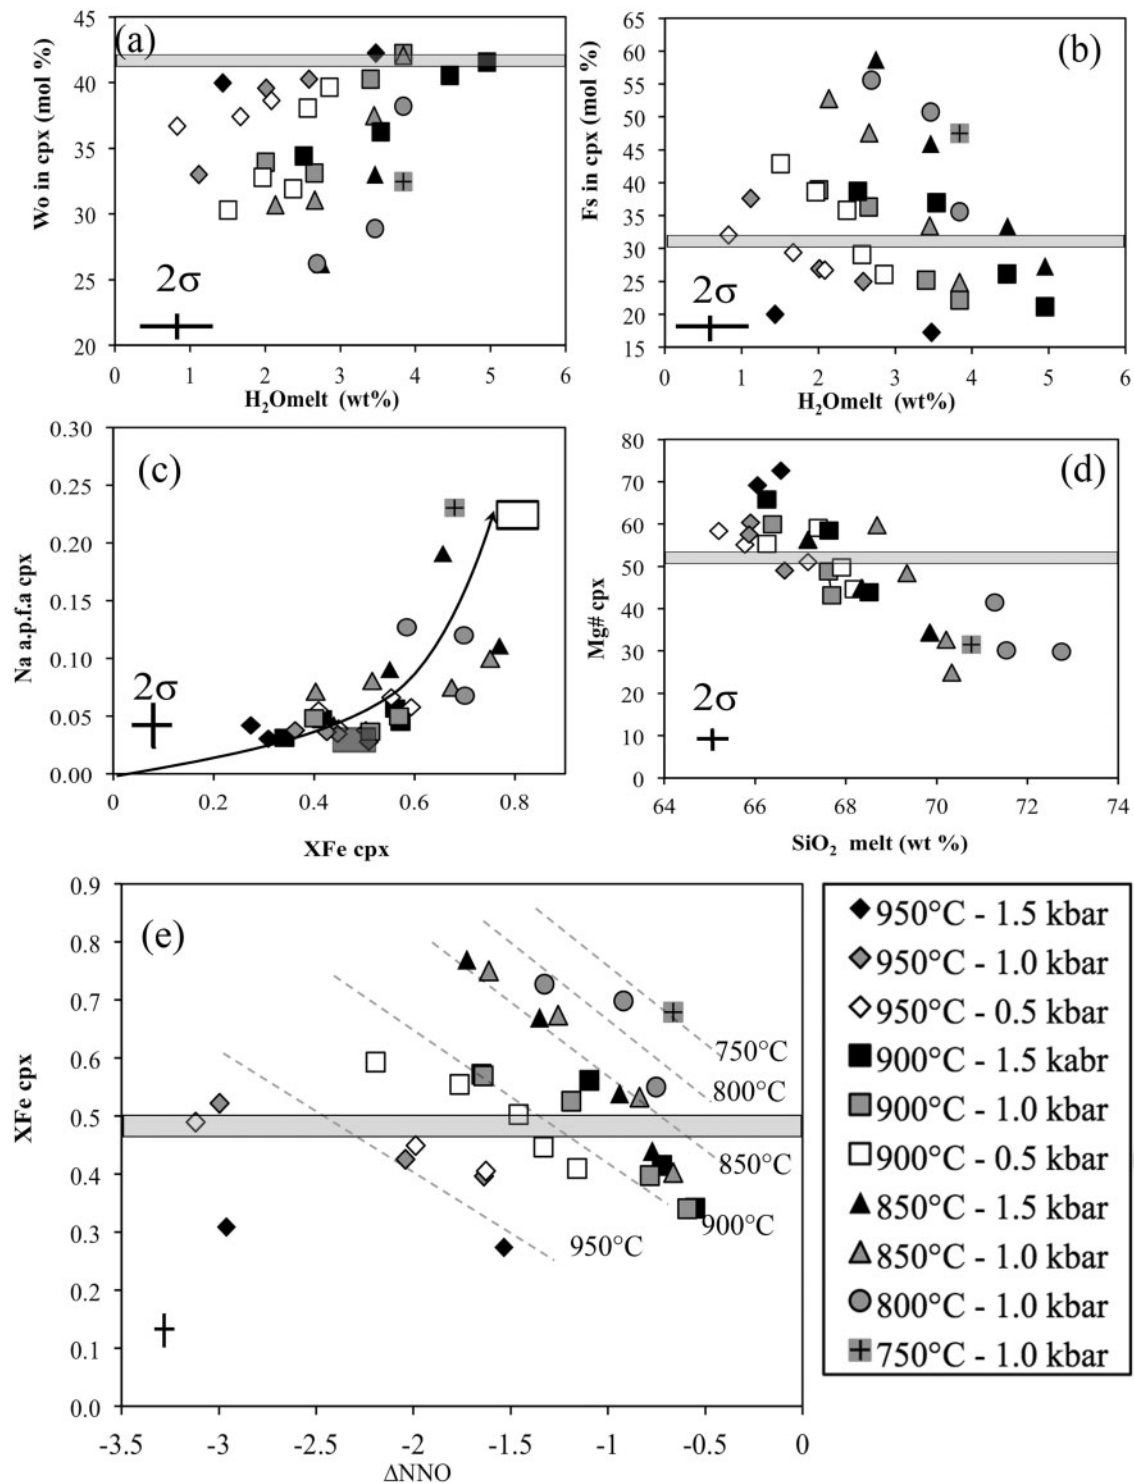 (a)
Wo in cpx (mol %)
45
40
35
30
25
20
2σ
0 1 2 3 4 5 6
H₂Omelt (wt%)
(b)
Fs in cpx (mol %)
65
60
55
50
45
40
35
30
25
20
15
2σ
1 2 3 4 5 6
H₂Omelt (wt%)
(c)
Na a.p.f.a cpx
0.30
0.25
0.20
0.15
0.10
0.05
0.00
2σ
0 0.2 0.4 0.6 0.8
XFe cpx
(d)
Mg# cpx
80
70
60
50
40
30
20
10
0
2σ
64 66 68 70 72 74
SiO₂ melt (wt %)
(e)
XFe cpx
0.9
0.8
0.7
0.6
0.5
0.4
0.3
0.2
0.1
0.0
750°C
800°C
850°C
900°C
950°C
-3.5 -3 -2.5 -2 -1.5 -1 -0.5 0
ΔNNO
950°C - 1.5 kbar
950°C - 1.0 kbar
950°C - 0.5 kbar
900°C - 1.5 kabr
900°C - 1.0 kbar
900°C - 0.5 kbar
850°C - 1.5 kbar
850°C - 1.0 kbar
800°C - 1.0 kbar
750°C - 1.0 kbar